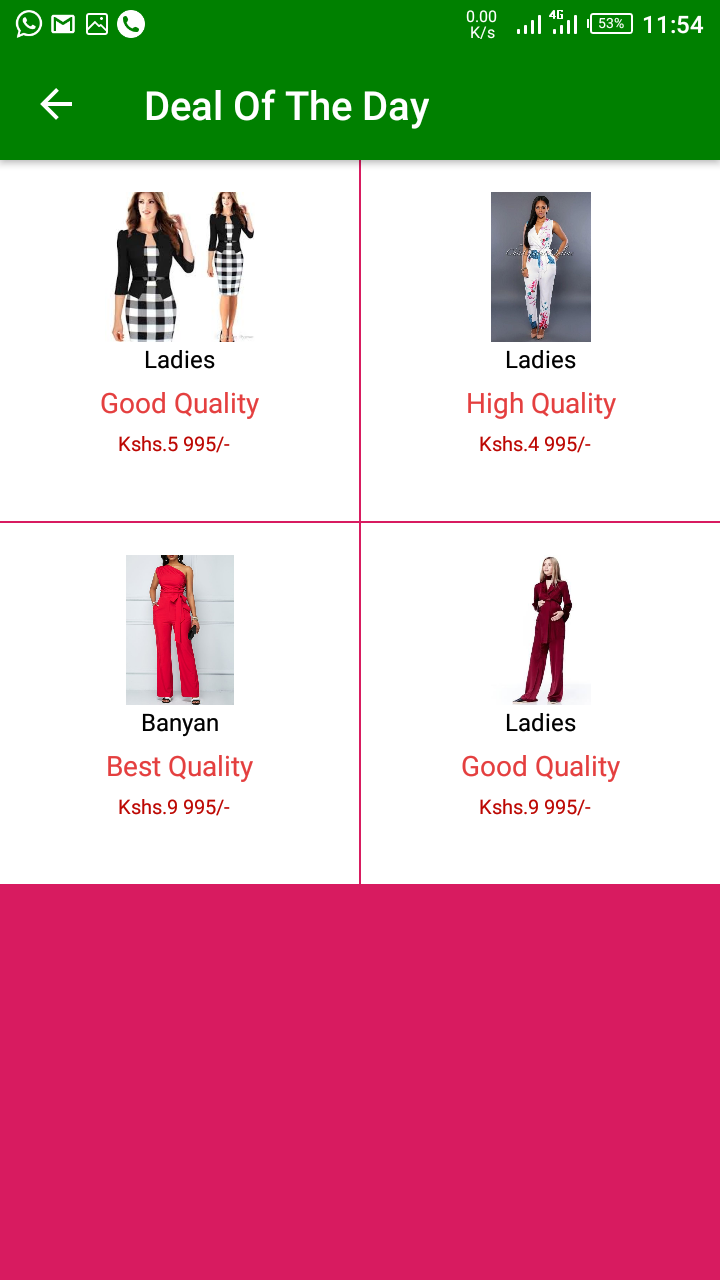 0.00
K/s
4G
53%
11:54
Deal Of The Day
Ladies
Good Quality
Kshs.5 995/-
Ladies
High Quality
Kshs.4 995/-
Banyan
Best Quality
Kshs.9 995/-
Ladies
Good Quality
Kshs.9 995/-